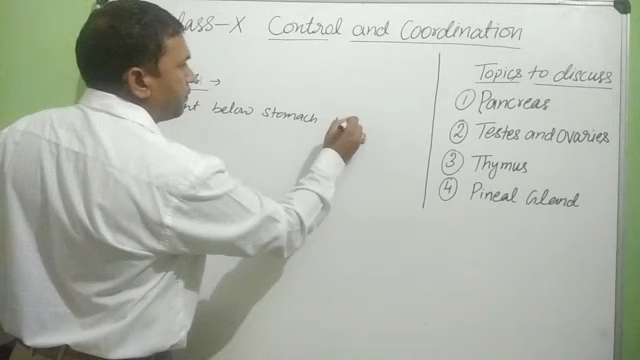 Class-X Control and Coordination
below stomach
Topics to discuss
① Pancreas
② Testes and ovaries
③ Thymus
④ Pineal Gland